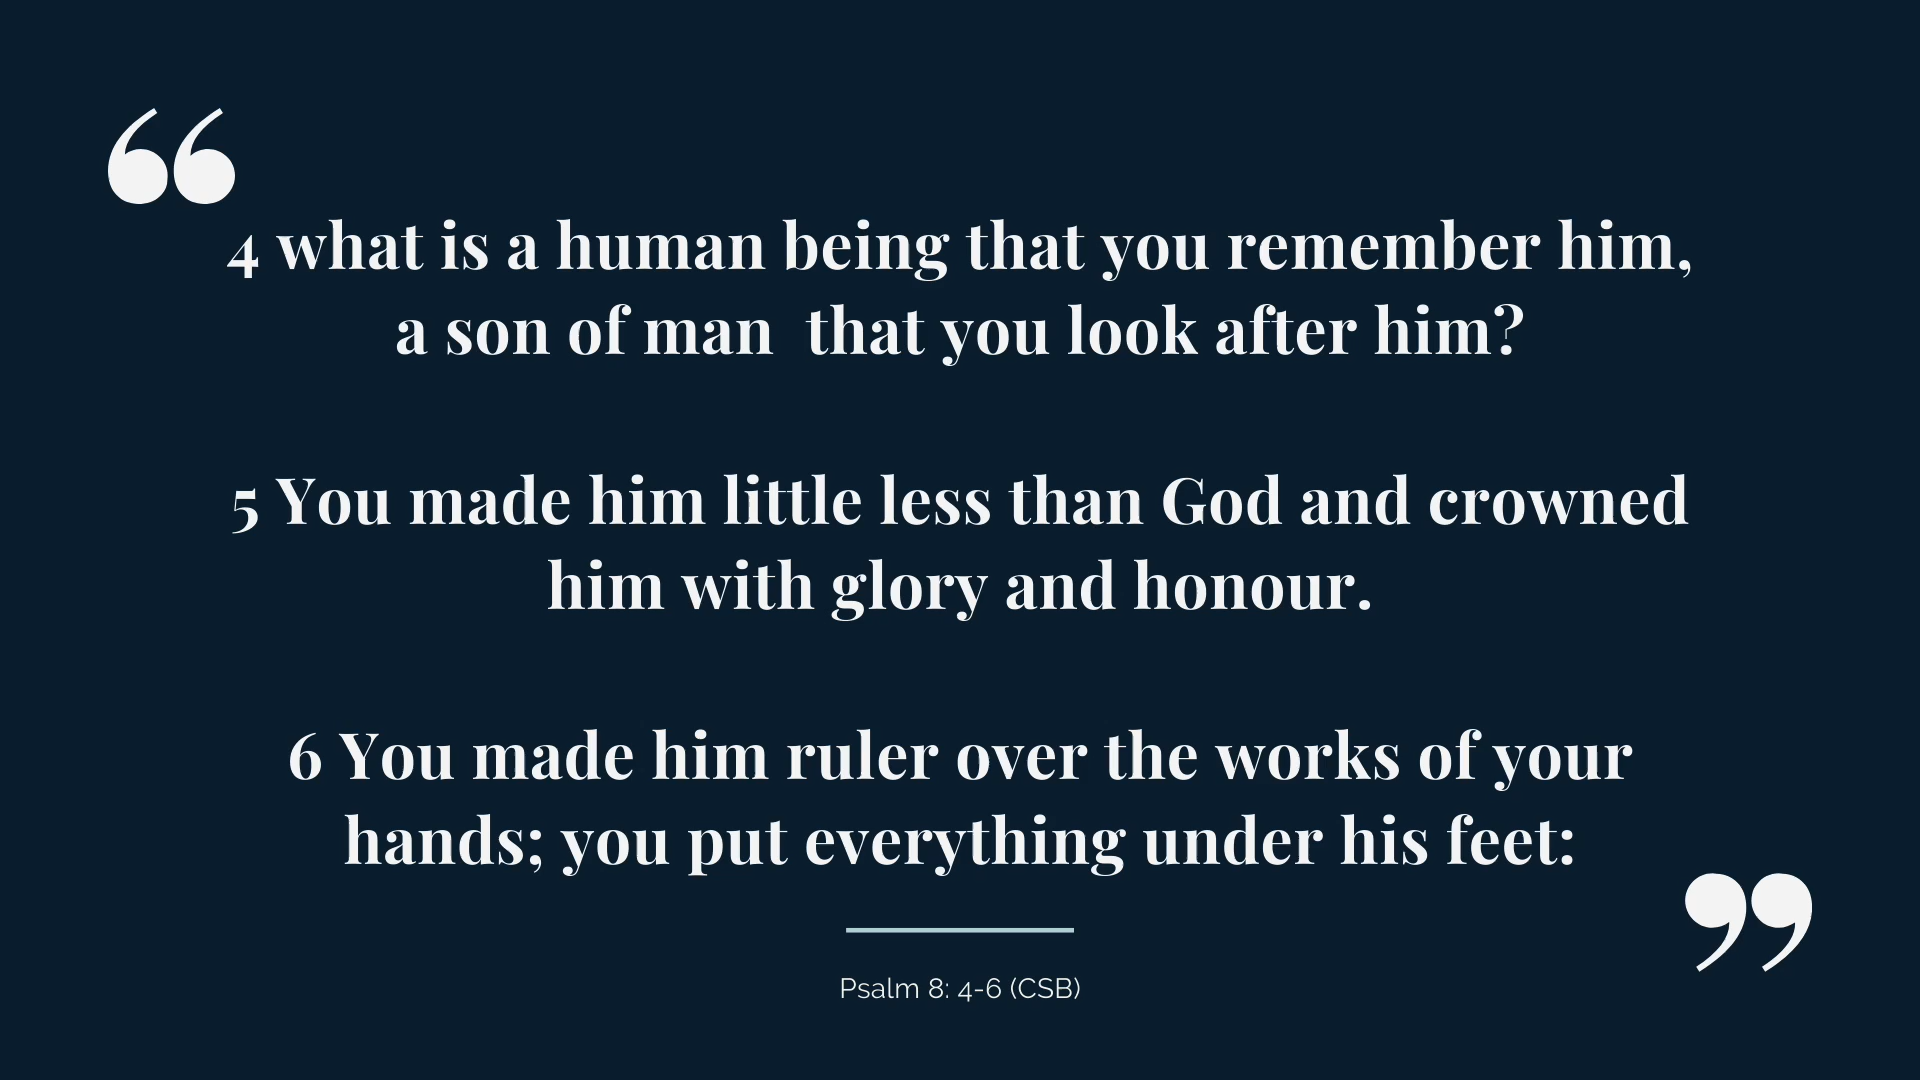 “
4 what is a human being that you remember him,
a son of man  that you look after him?
5 You made him little less than God and crowned
him with glory and honour.
6 You made him ruler over the works of your
hands; you put everything under his feet:
”
Psalm 8: 4-6 (CSB)